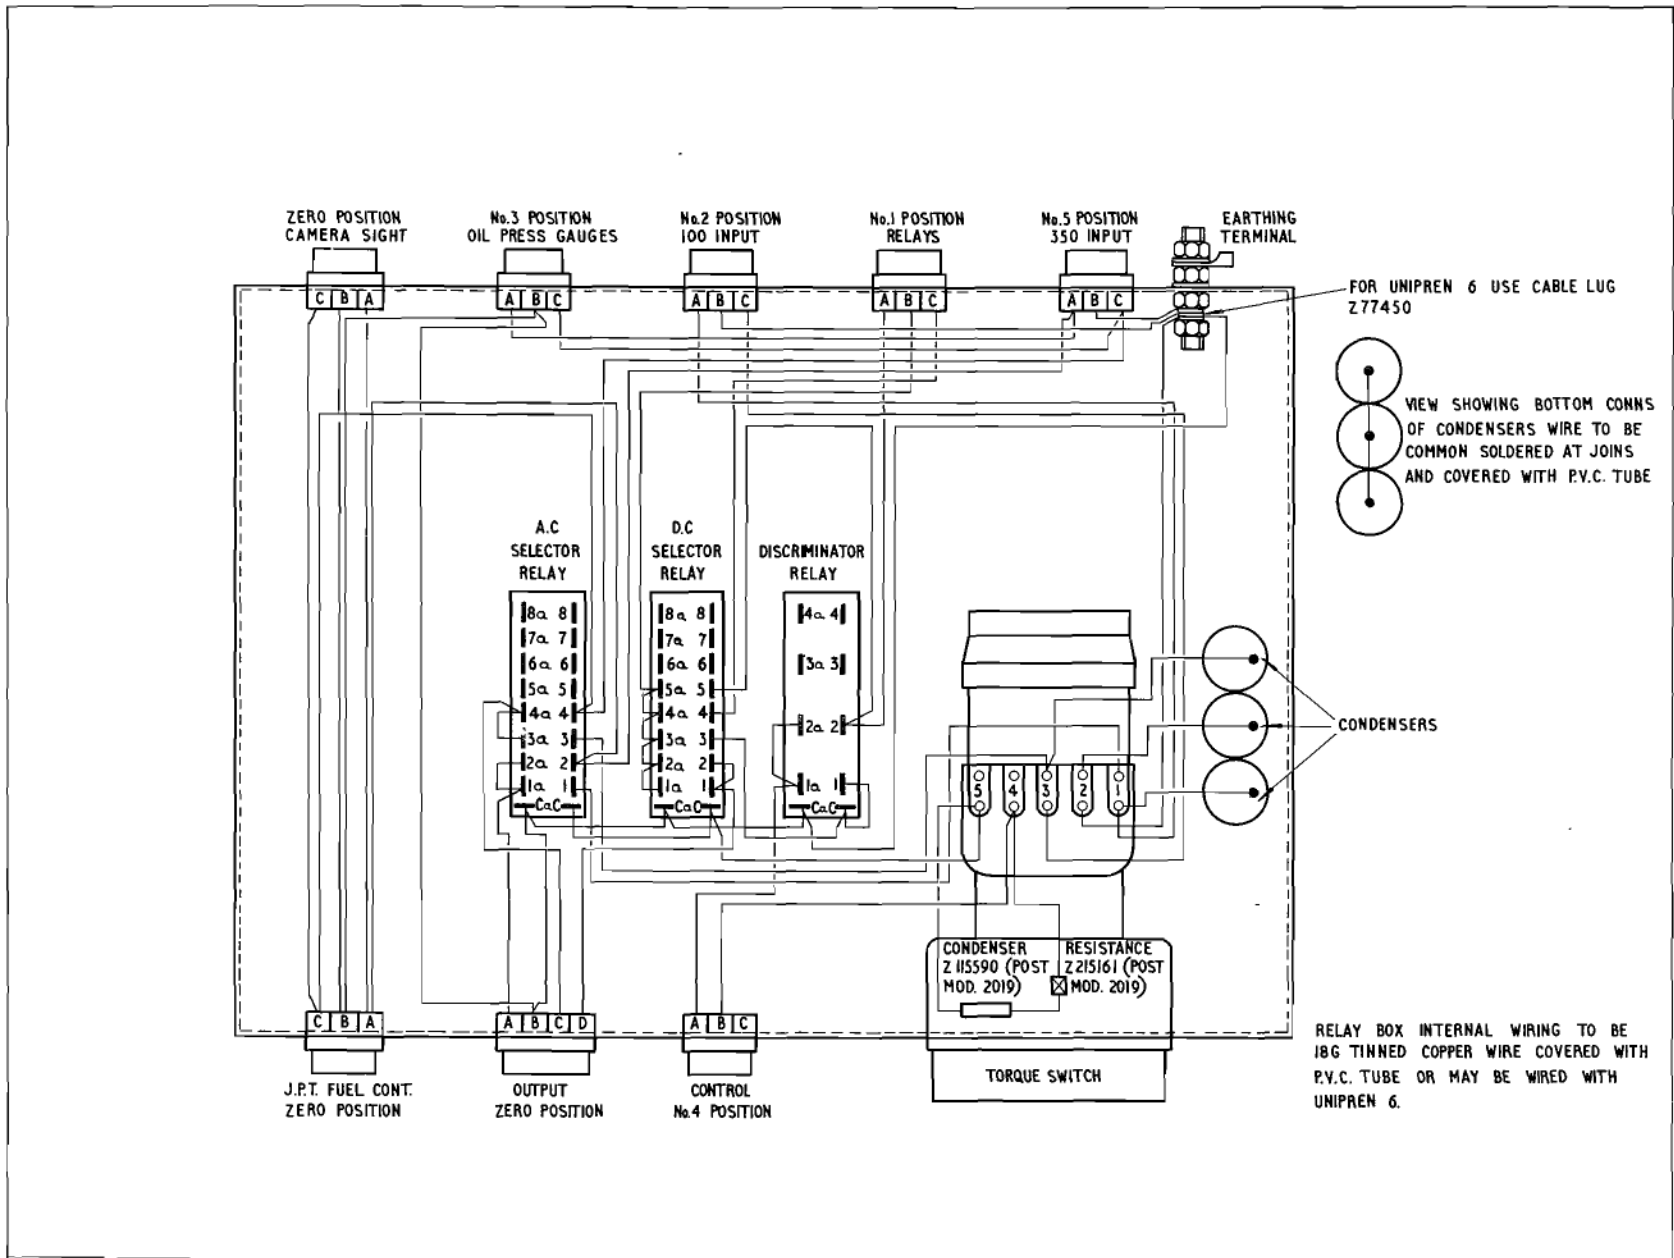 ZERO POSITION
CAMERA SIGHT
No.3 POSITION
OIL PRESS GAUGES
No.2 POSITION
100 INPUT
No.1 POSITION
RELAYS
No.5 POSITION
350 INPUT
EARTHING
TERMINAL
C B A
A B C
A B C
A B C
A B C
FOR UNIPREN 6 USE CABLE LUG
Z77450
VIEW SHOWING BOTTOM CONNS
OF CONDENSERS WIRE TO BE
COMMON SOLDERED AT JOINS
AND COVERED WITH P.V.C. TUBE
A.C
SELECTOR
RELAY
8a 8
7a 7
6a 6
5a 5
4a 4
3a 3
2a 2
1a 1
CaC
D.C
SELECTOR
RELAY
8a 8
7a 7
6a 6
5a 5
4a 4
3a 3
2a 2
1a 1
CaC
DISCRIMINATOR
RELAY
4a 4
3a 3
2a 2
1a 1
CaC
5 4 3 2 1
CONDENSERS
CONDENSER
Z115590 (POST
MOD. 2019)
RESISTANCE
Z215161 (POST
MOD. 2019)
TORQUE SWITCH
C B A
A B C D
A B C
J.P.T. FUEL CONT.
ZERO POSITION
OUTPUT
ZERO POSITION
CONTROL
No.4 POSITION
RELAY BOX INTERNAL WIRING TO BE
18G TINNED COPPER WIRE COVERED WITH
P.V.C. TUBE OR MAY BE WIRED WITH
UNIPREN 6.